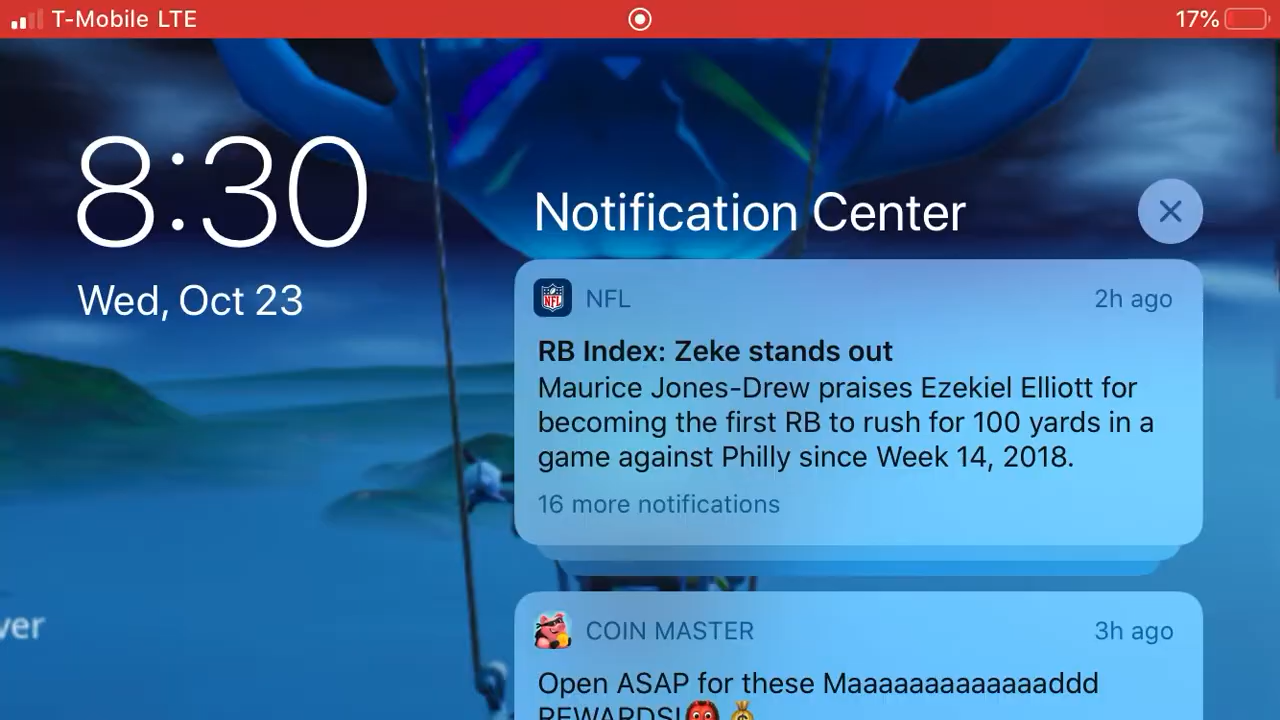 T-Mobile LTE
17%
8:30
Wed, Oct 23
Notification Center
NFL
2h ago
RB Index: Zeke stands out
Maurice Jones-Drew praises Ezekiel Elliott for
becoming the first RB to rush for 100 yards in a
game against Philly since Week 14, 2018.
16 more notifications
ver
COIN MASTER
3h ago
Open ASAP for these Maaaaaaaaaaaaaddd
REWARDS!👹💰